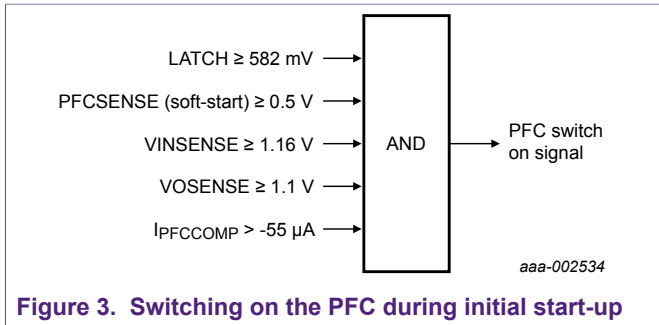 LATCH ≥ 582 mV
PFCSENSE (soft-start) ≥ 0.5 V
VINSENSE ≥ 1.16 V
VOSENSE ≥ 1.1 V
IPFCCOMP > -55 μA
AND
PFC switch
on signal
aaa-002534
Figure 3. Switching on the PFC during initial start-up